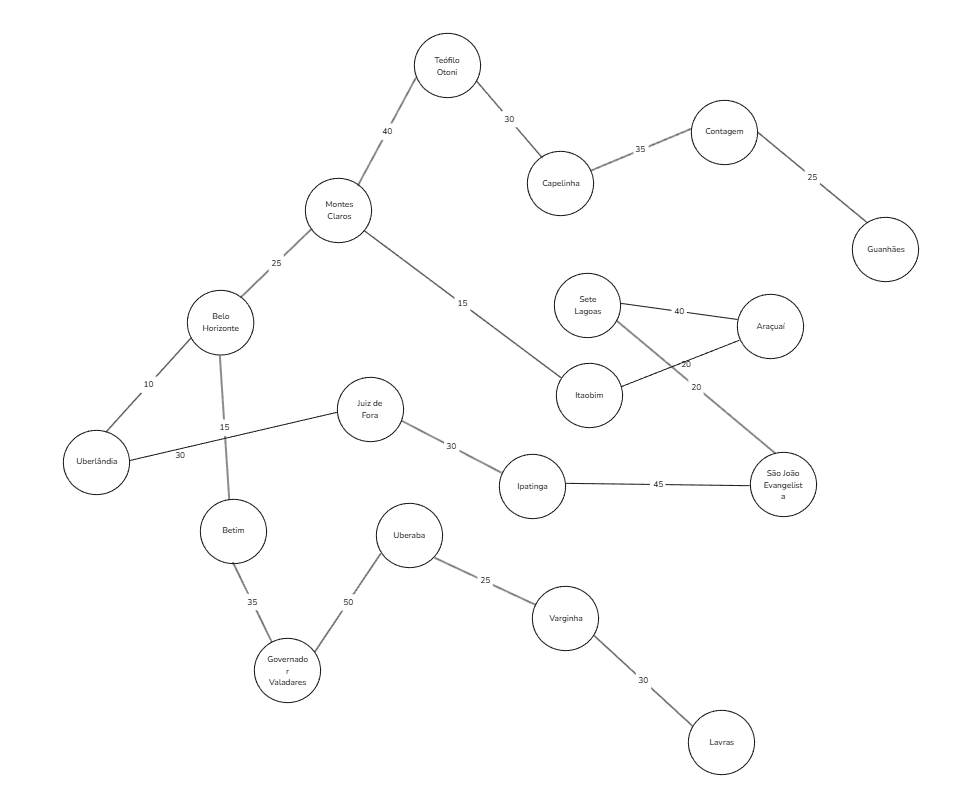 Teófilo
Otoni
30
40
Contagem
35
25
Capelinha
Montes
Claros
Guanhães
25
15
Sete
Lagoas
40
Araçuaí
Belo
Horizonte
20
10
20
Itaobim
Juiz de
Fora
15
30
30
Uberlândia
Ipatinga
45
São João
Evangelist
a
Betim
Uberaba
25
35
50
Varginha
Governado
r
Valadares
30
Lavras